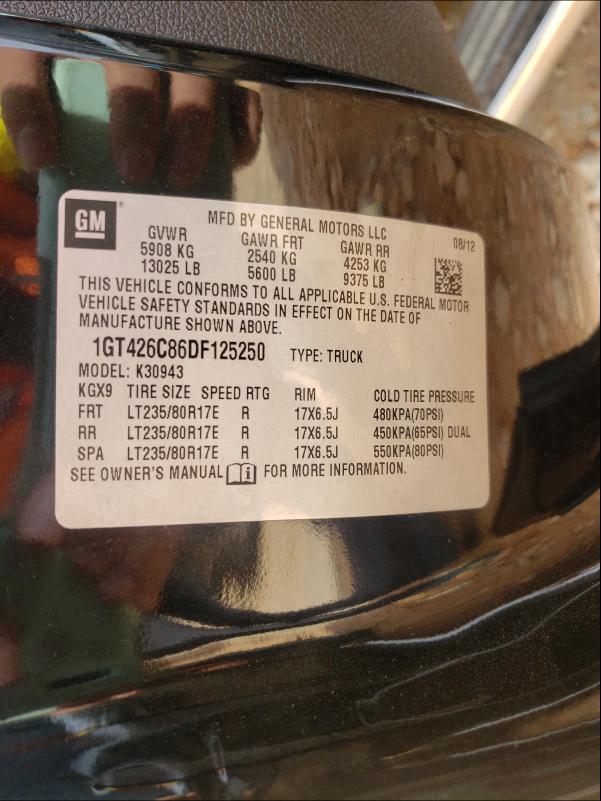 GM
MFD BY GENERAL MOTORS LLC 08/12
GVWR GAWR FRT GAWR RR
5908 KG 2540 KG 4253 KG
13025 LB 5600 LB 9375 LB
THIS VEHICLE CONFORMS TO ALL APPLICABLE U.S. FEDERAL MOTOR
VEHICLE SAFETY STANDARDS IN EFFECT ON THE DATE OF
MANUFACTURE SHOWN ABOVE.
1GT426C86DF125250 TYPE: TRUCK
MODEL: K30943
KGX9 TIRE SIZE SPEED RTG RIM COLD TIRE PRESSURE
FRT LT235/80R17E R 17X6.5J 480KPA(70PSI)
RR LT235/80R17E R 17X6.5J 450KPA(65PSI) DUAL
SPA LT235/80R17E R 17X6.5J 550KPA(80PSI)
SEE OWNER'S MANUAL i FOR MORE INFORMATION.